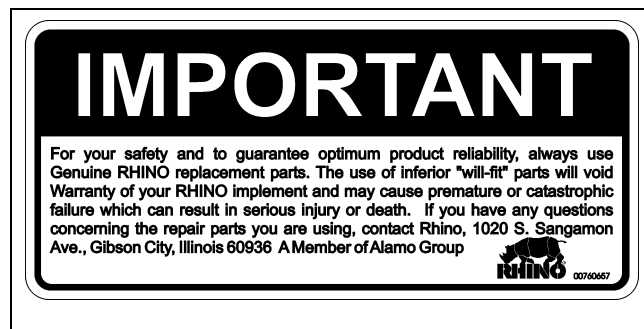 IMPORTANT
For your safety and to guarantee optimum product reliability, always use
Genuine RHINO replacement parts. The use of inferior "will-fit" parts will void
Warranty of your RHINO implement and may cause premature or catastrophic
failure which can result in serious injury or death. If you have any questions
concerning the repair parts you are using, contact Rhino, 1020 S. Sangamon
Ave., Gibson City, Illinois 60936 A Member of Alamo Group
RHINO®
00760657